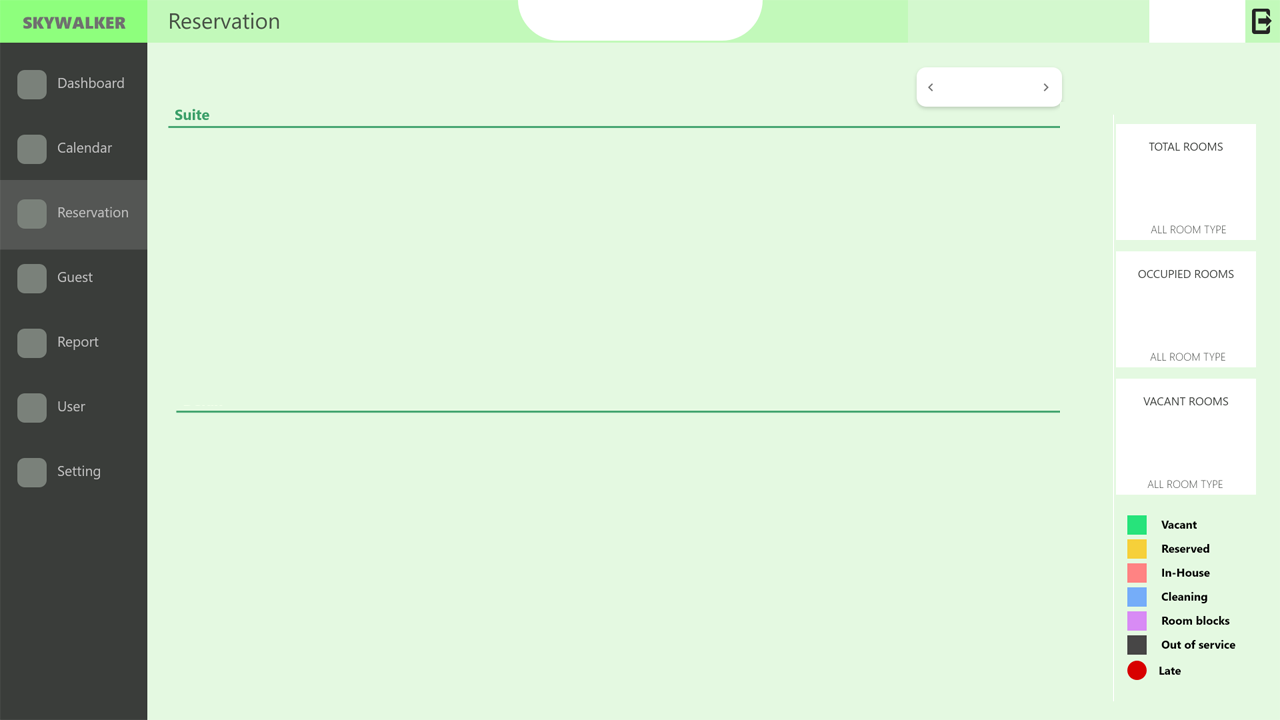 SKYWALKER
Reservation
Dashboard
Calendar
Reservation
Guest
Report
User
Setting
Suite
TOTAL ROOMS
ALL ROOM TYPE
OCCUPIED ROOMS
ALL ROOM TYPE
VACANT ROOMS
ALL ROOM TYPE
Vacant
Reserved
In-House
Cleaning
Room blocks
Out of service
Late